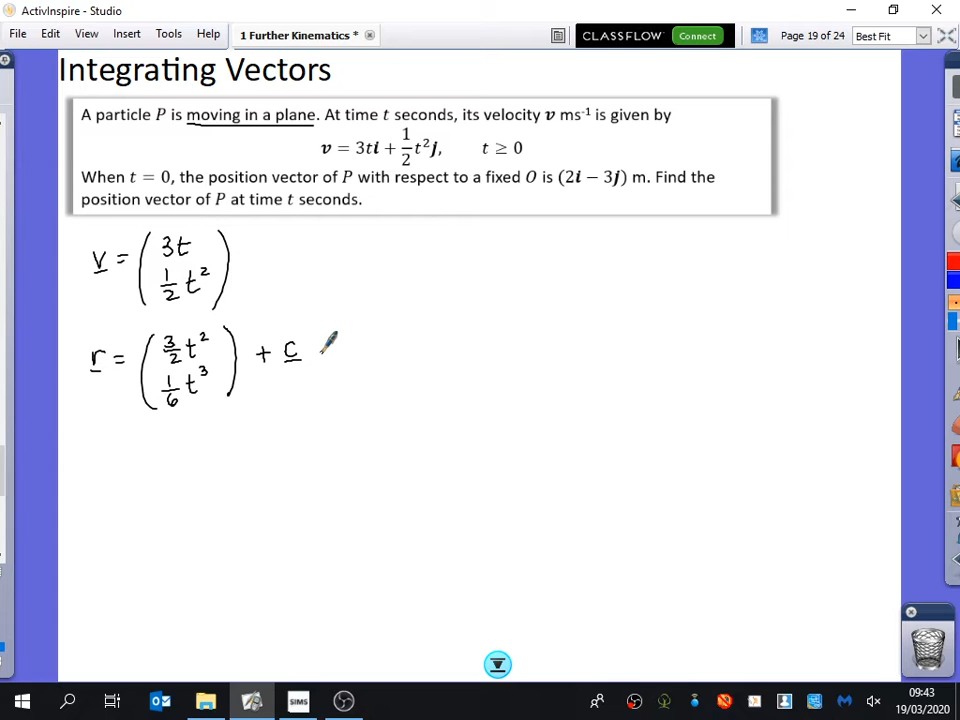 ActivInspire - Studio
File Edit View Insert Tools Help 1 Further Kinematics * CLASSFLOW Connect Page 19 of 24 Best Fit
Integrating Vectors
A particle P is moving in a plane. At time t seconds, its velocity v ms⁻¹ is given by
v = 3ti + 1/2 t²j, t ≥ 0
When t = 0, the position vector of P with respect to a fixed O is (2i − 3j) m. Find the
position vector of P at time t seconds.
v = ( 3t
1/2 t² )
r = ( 3/2 t²
1/6 t³ ) + c
SIMS
09:43
19/03/2020